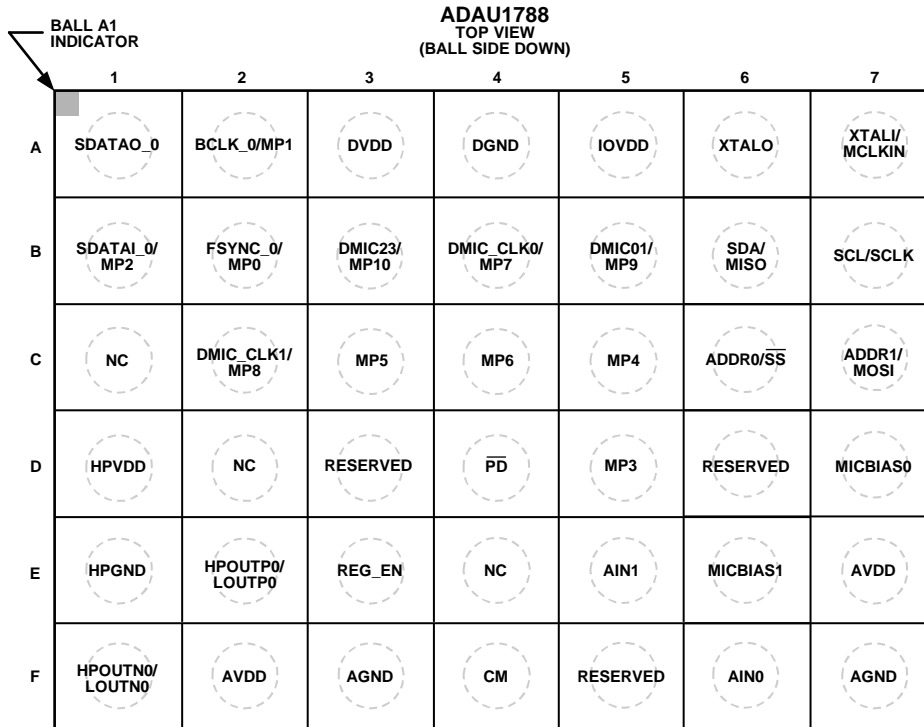 ADAU1788
TOP VIEW
(BALL SIDE DOWN)
BALL A1
INDICATOR
1 2 3 4 5 6 7
A
SDATAO_0
BCLK_0/MP1
DVDD
DGND
IOVDD
XTALO
XTALI/
MCLKIN
B
SDATAI_0/
MP2
FSYNC_0/
MP0
DMIC23/
MP10
DMIC_CLK0/
MP7
DMIC01/
MP9
SDA/
MISO
SCL/SCLK
C
NC
DMIC_CLK1/
MP8
MP5
MP6
MP4
ADDR0/S̅S̅
ADDR1/
MOSI
D
HPVDD
NC
RESERVED
P̅D̅
MP3
RESERVED
MICBIAS0
E
HPGND
HPOUTP0/
LOUTP0
REG_EN
NC
AIN1
MICBIAS1
AVDD
F
HPOUTN0/
LOUTN0
AVDD
AGND
CM
RESERVED
AIN0
AGND